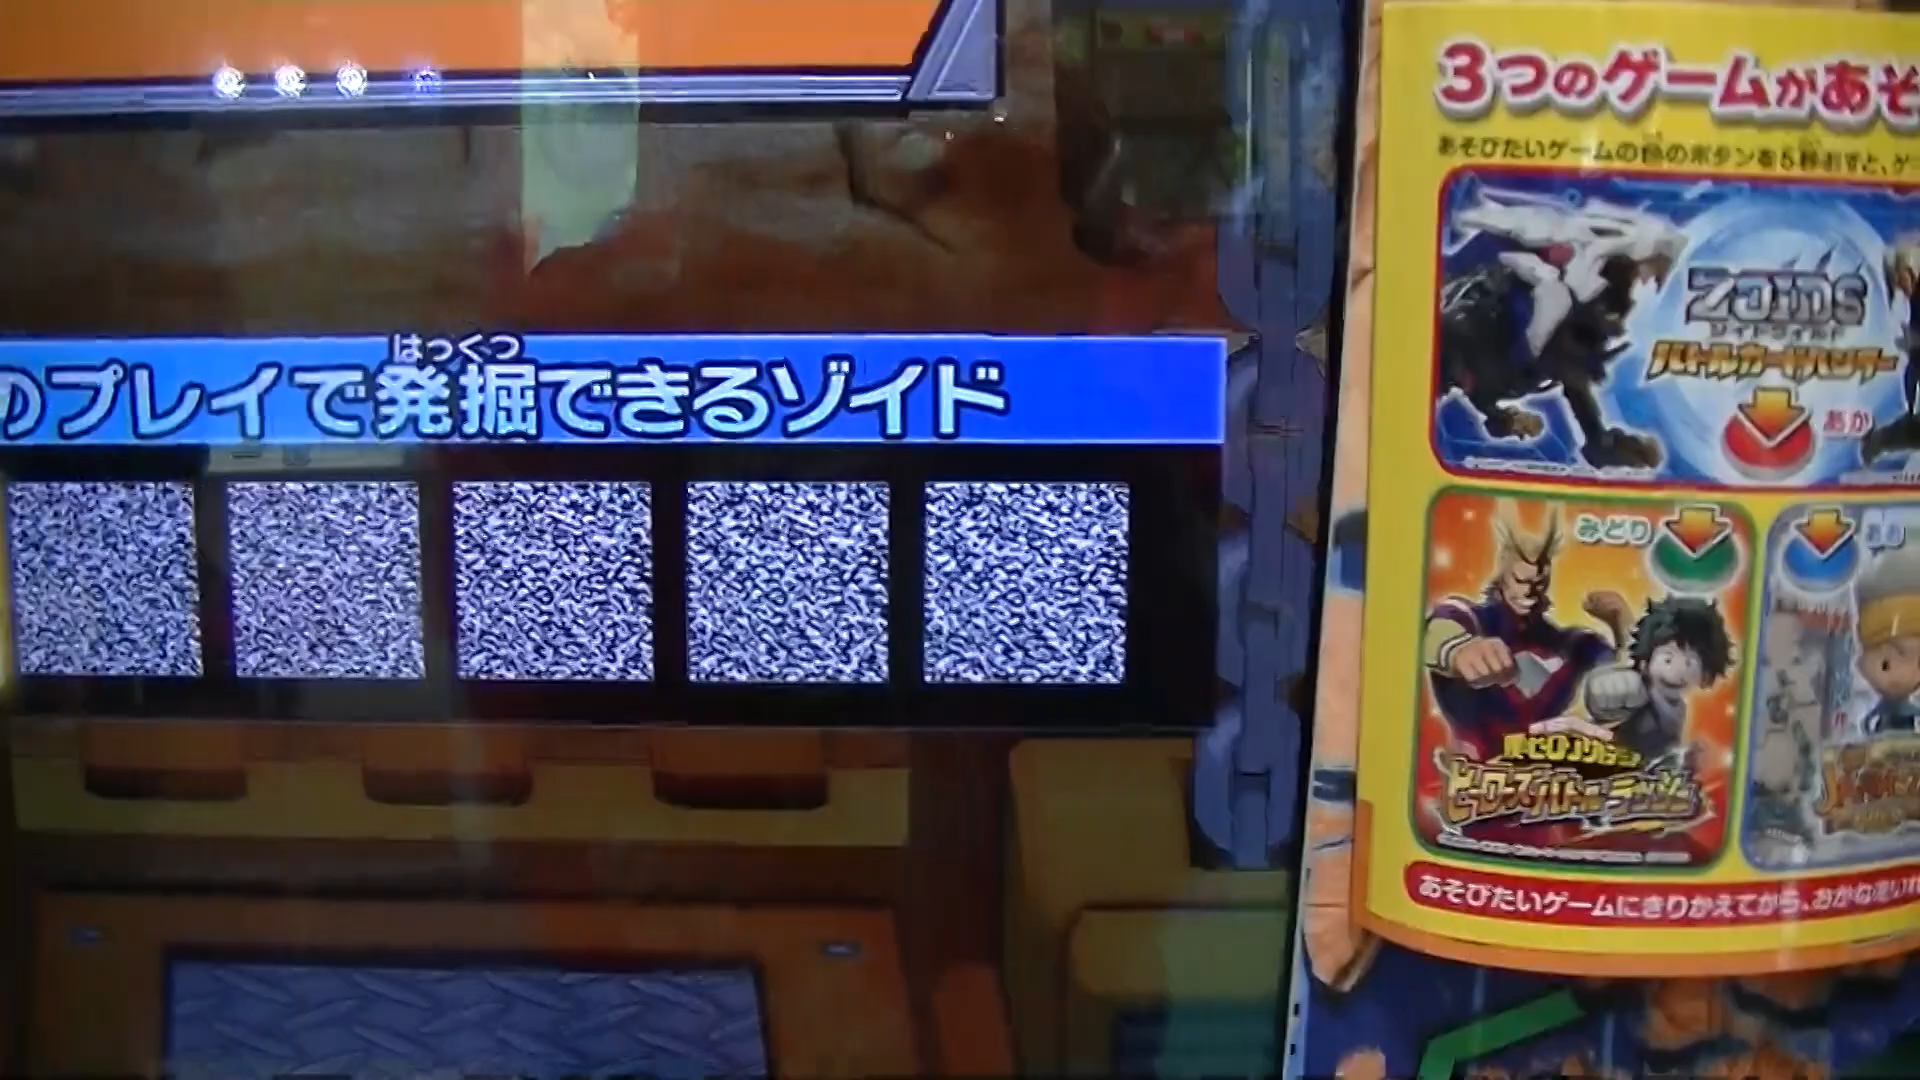 はっくつ
のプレイで発掘できるゾイド
3つのゲームがあそ
あそびたいゲームの色のボタンを5秒おすと、ゲー
ZOIDS
ゾイドワイルド
バトルカードハンター
あか
みどり
あお
ヒーローズバトルラッシュ
あそびたいゲームにきりかえてから、おかねをいれ